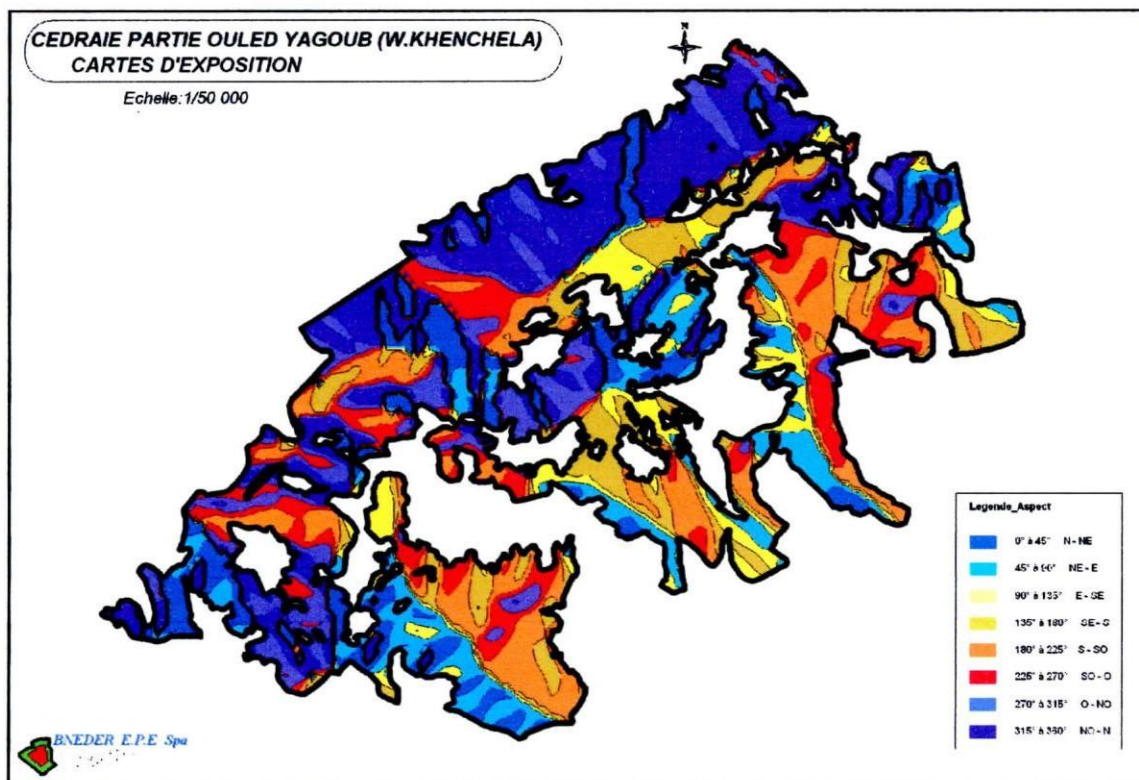 CEDRAIE PARTIE OULED YAGOUB (W.KHENCHELA)
CARTES D'EXPOSITION
Echelle:1/50 000
N
Legende_Aspect
0° à 45° N - NE
45° à 90° NE - E
90° à 135° E - SE
135° à 180° SE - S
180° à 225° S - SO
225° à 270° SO - O
270° à 315° O - NO
315° à 360° NO - N
BNEDER E.P.E Spa